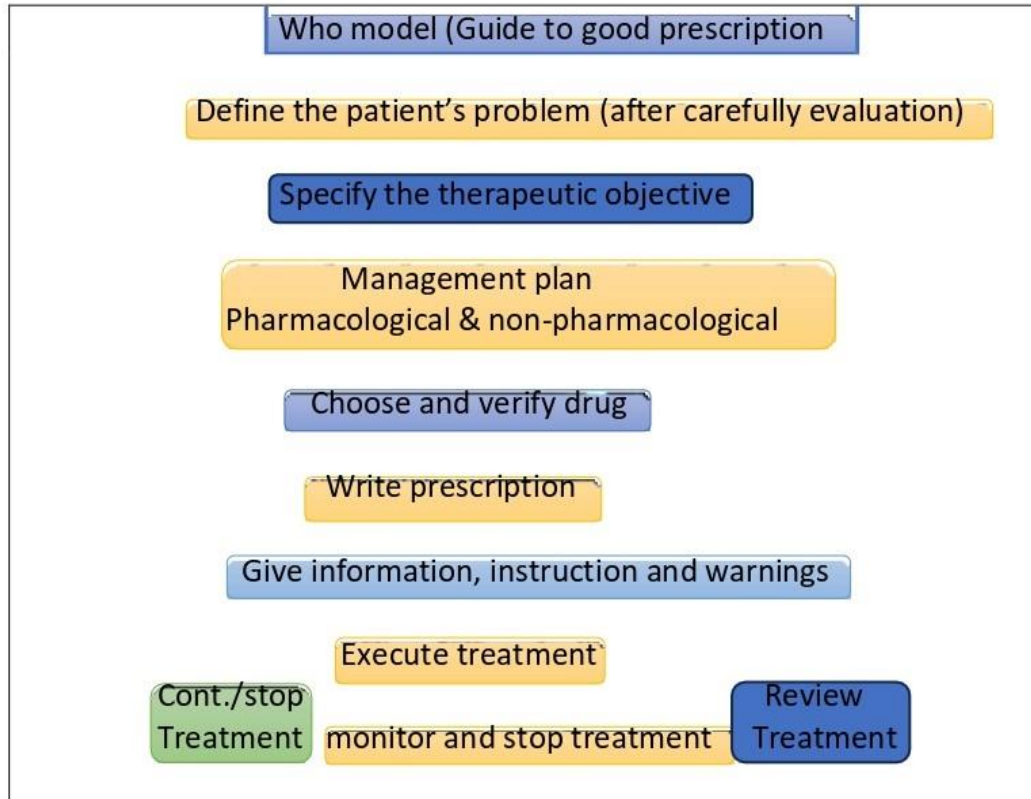 Who model (Guide to good prescription
Define the patient's problem (after carefully evaluation)
Specify the therapeutic objective
Management plan
Pharmacological & non-pharmacological
Choose and verify drug
Write prescription
Give information, instruction and warnings
Execute treatment
Cont./stop
Treatment
monitor and stop treatment
Review
Treatment